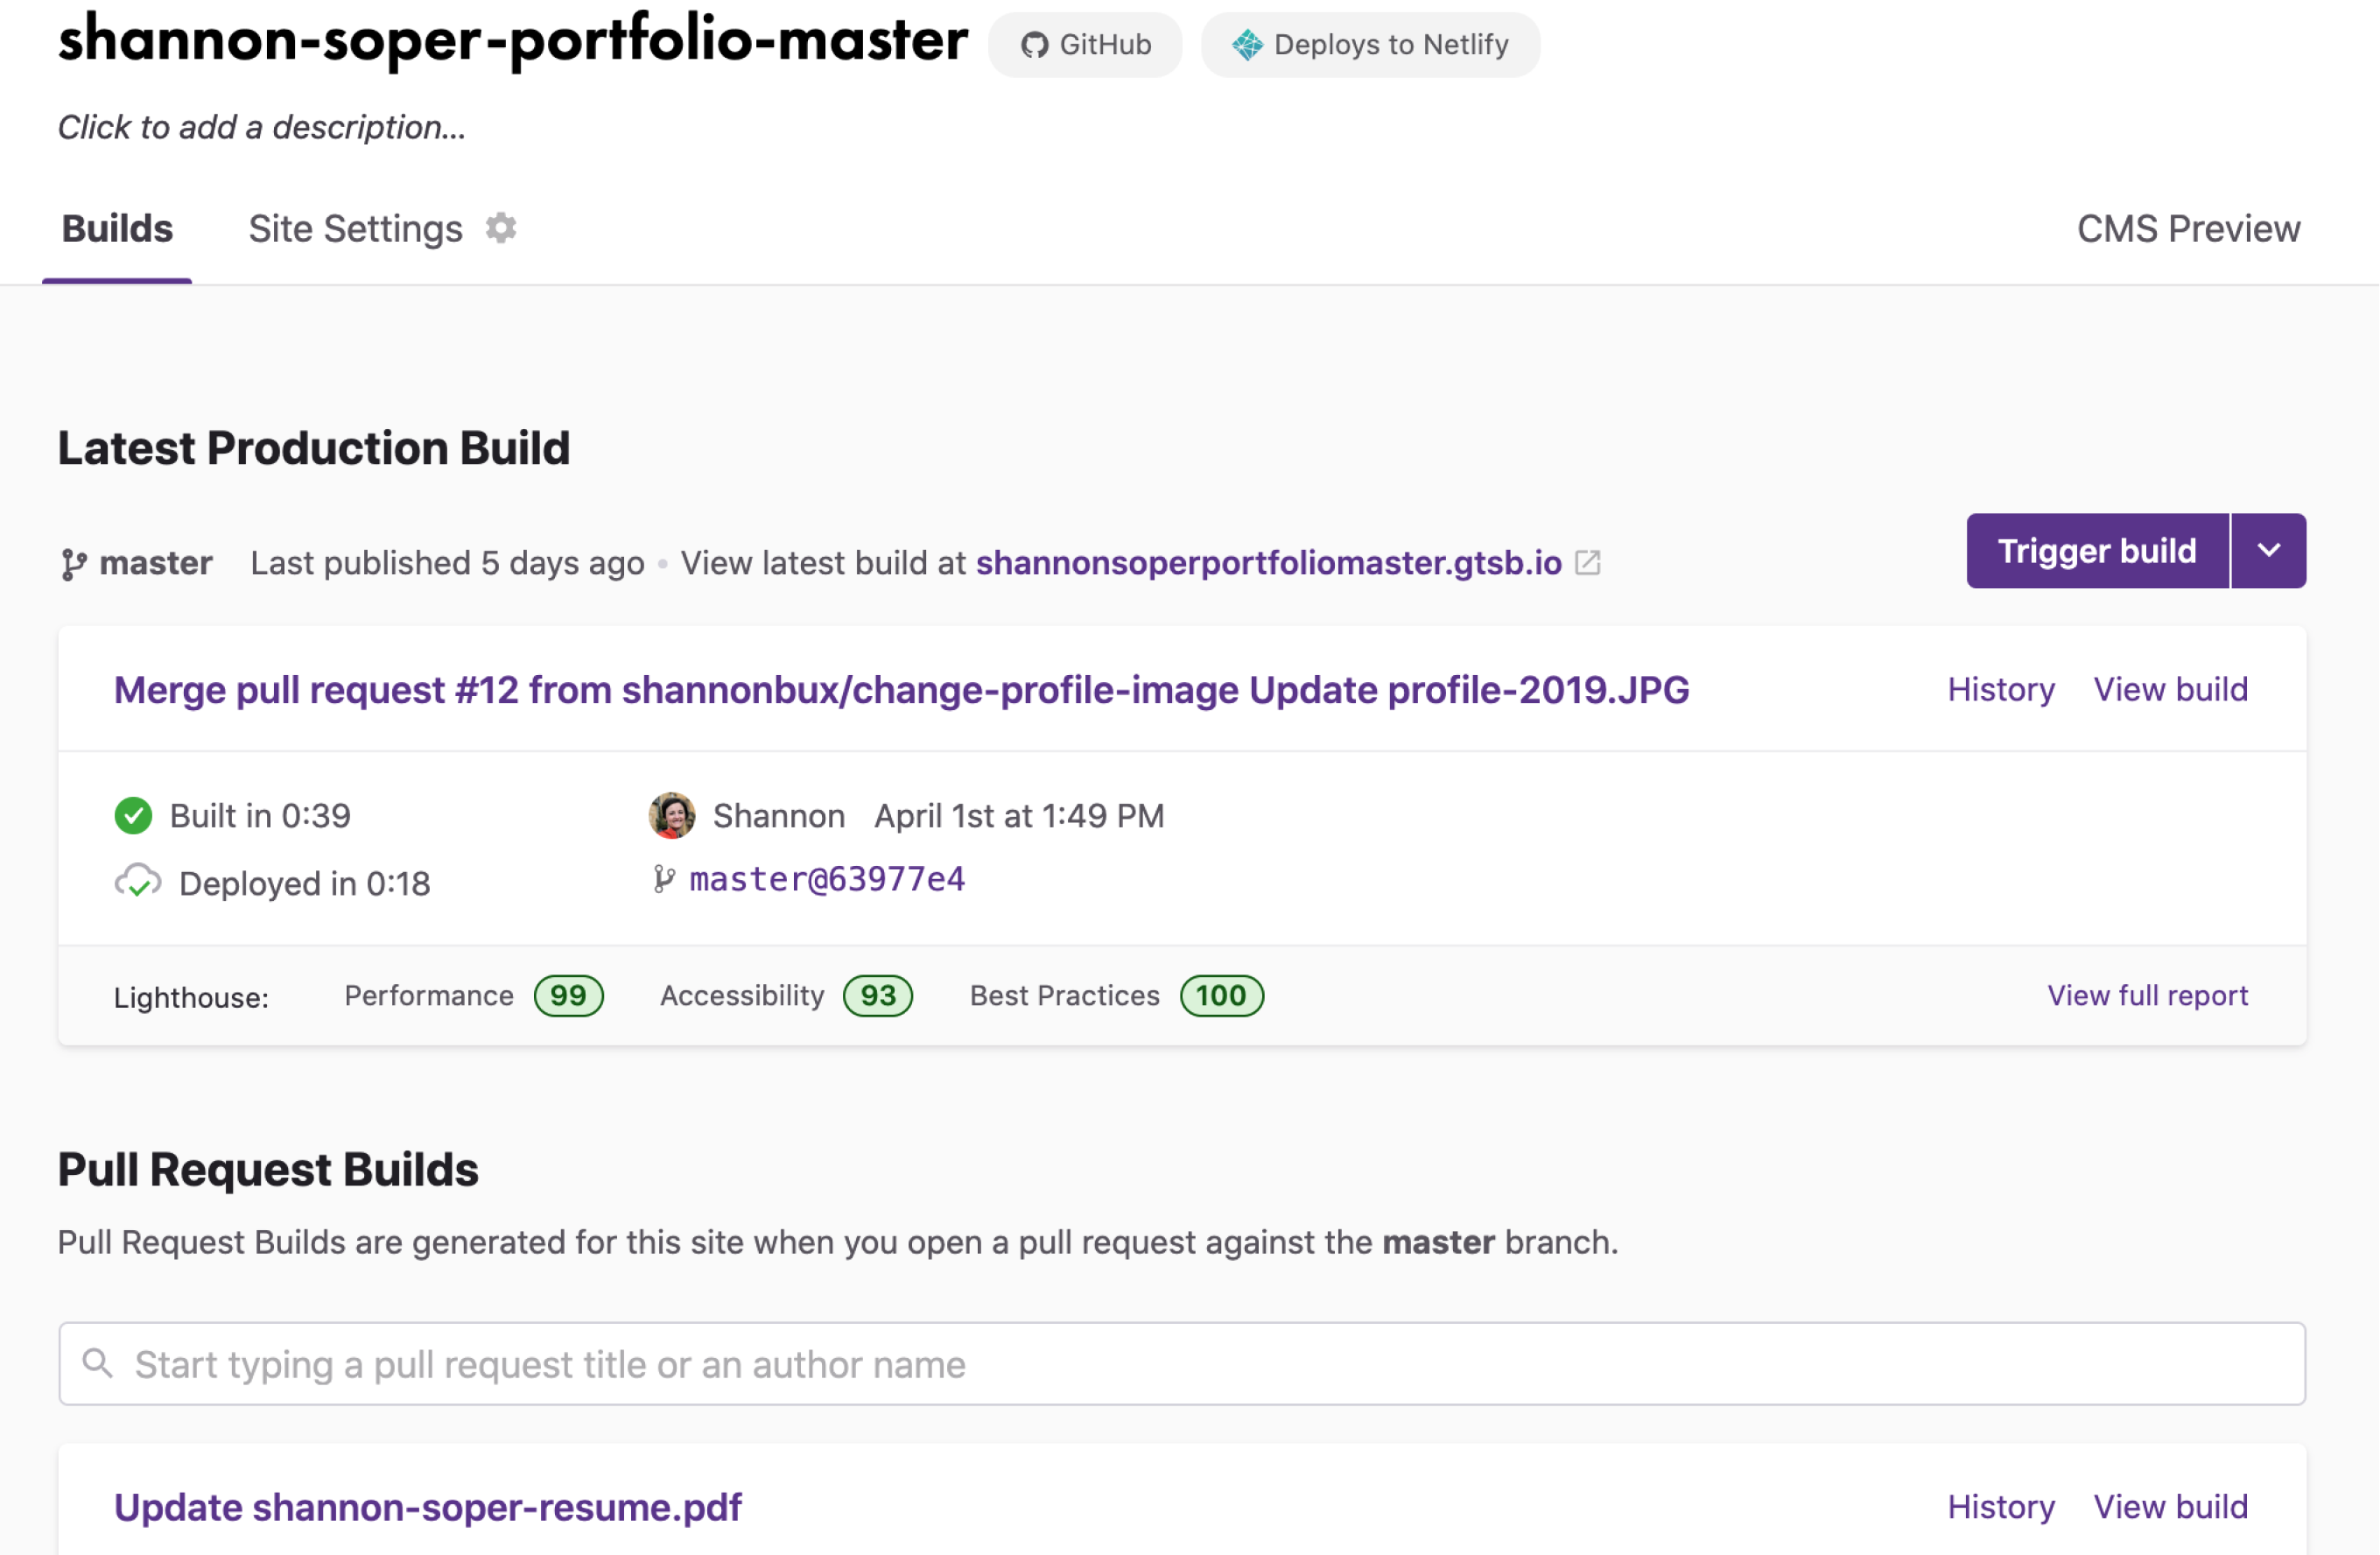 shannon-soper-portfolio-master GitHub Deploys to Netlify
Click to add a description...
Builds Site Settings CMS Preview
Latest Production Build
master Last published 5 days ago • View latest build at shannonsoperportfoliomaster.gtsb.io Trigger build
Merge pull request #12 from shannonbux/change-profile-image Update profile-2019.JPG History View build
Built in 0:39 Shannon April 1st at 1:49 PM
Deployed in 0:18 master@63977e4
Lighthouse: Performance 99 Accessibility 93 Best Practices 100 View full report
Pull Request Builds
Pull Request Builds are generated for this site when you open a pull request against the master branch.
Start typing a pull request title or an author name
Update shannon-soper-resume.pdf History View build